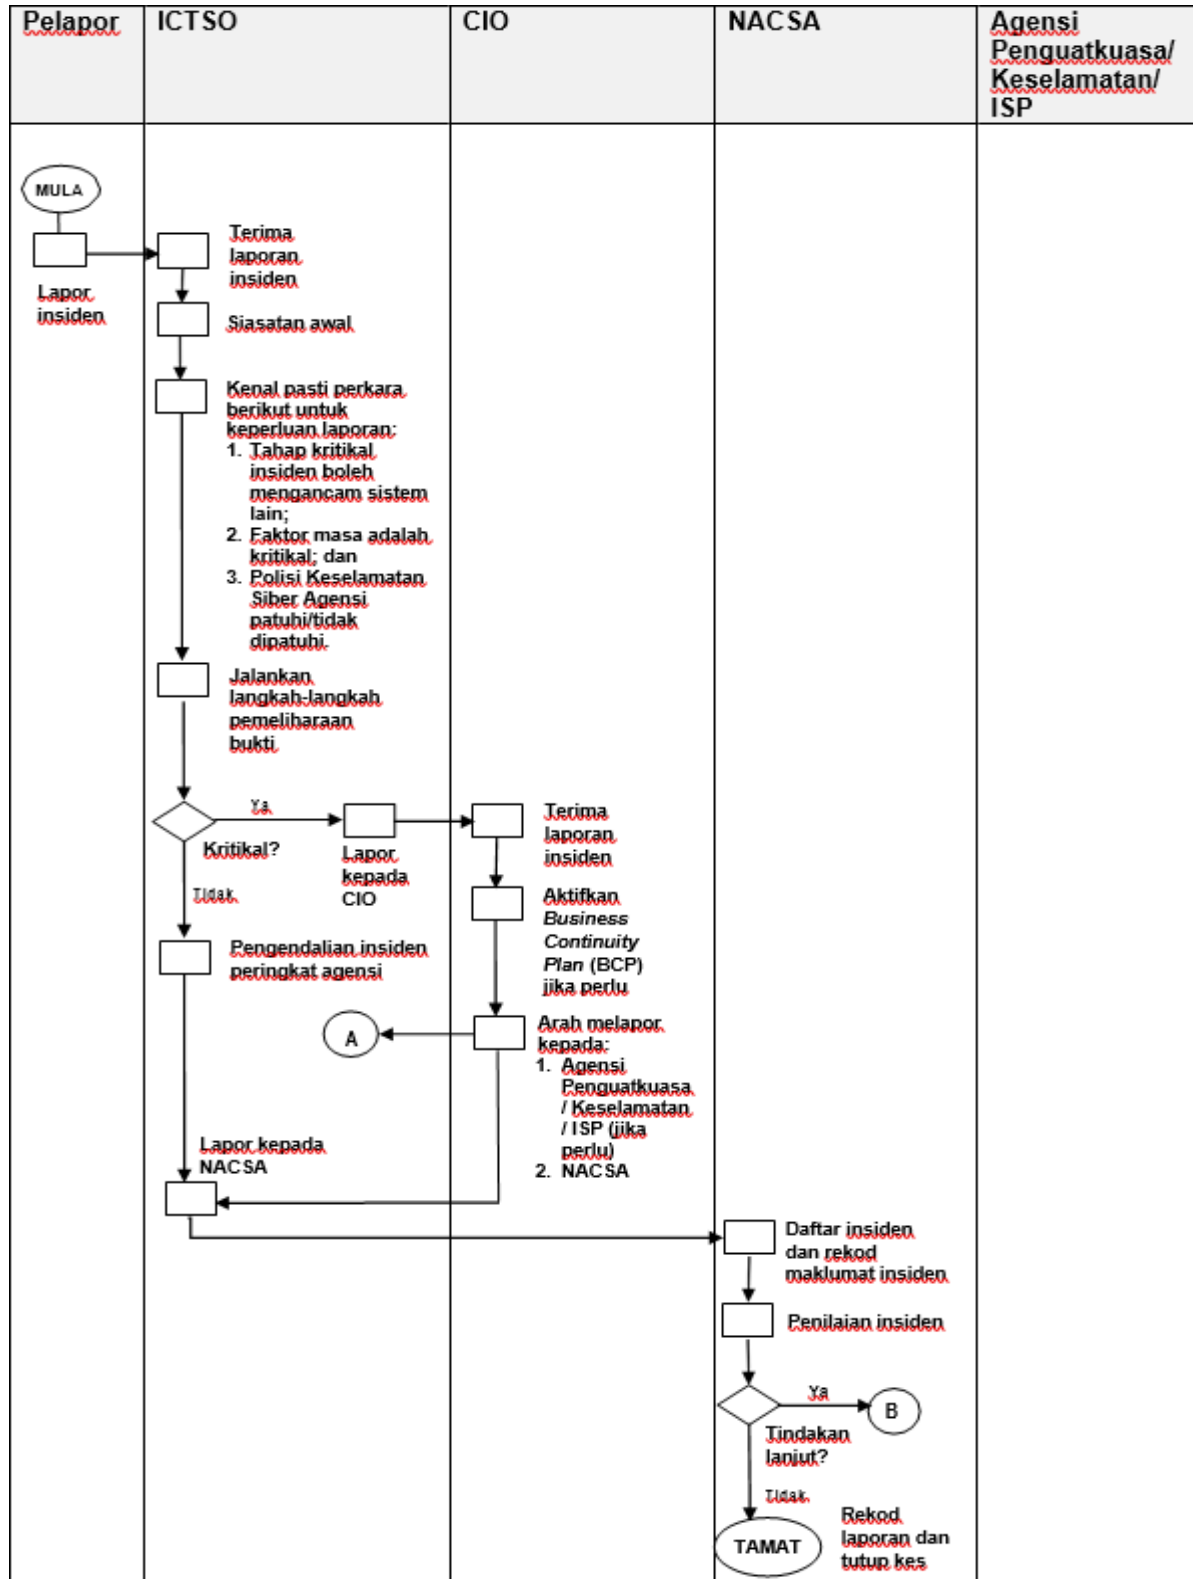 Pelapor
ICTSO
CIO
NACSA
Agensi
Penguatkuasa/
Keselamatan/
ISP
MULA
Lapor
insiden
Terima
laporan
insiden
Siasatan awal
Kenal pasti perkara
berikut untuk
keperluan laporan:
1. Tahap kritikal
insiden boleh
mengancam sistem
lain;
2. Faktor masa adalah
kritikal; dan
3. Polisi Keselamatan
Siber Agensi
patuhi/tidak
dipatuhi.
Jalankan
langkah-langkah
pemeliharaan
bukti
Kritikal?
Ya
Tidak
Lapor
kepada
CIO
Terima
laporan
insiden
Aktifkan
Business
Continuity
Plan (BCP)
jika perlu
Pengendalian insiden
peringkat agensi
A
Arah melapor
kepada:
1. Agensi
Penguatkuasa
/ Keselamatan
/ ISP (jika
perlu)
2. NACSA
Lapor kepada
NACSA
Daftar insiden
dan rekod
maklumat insiden
Penilaian insiden
Ya
B
Tindakan
lanjut?
Tidak
TAMAT
Rekod
laporan dan
tutup kes